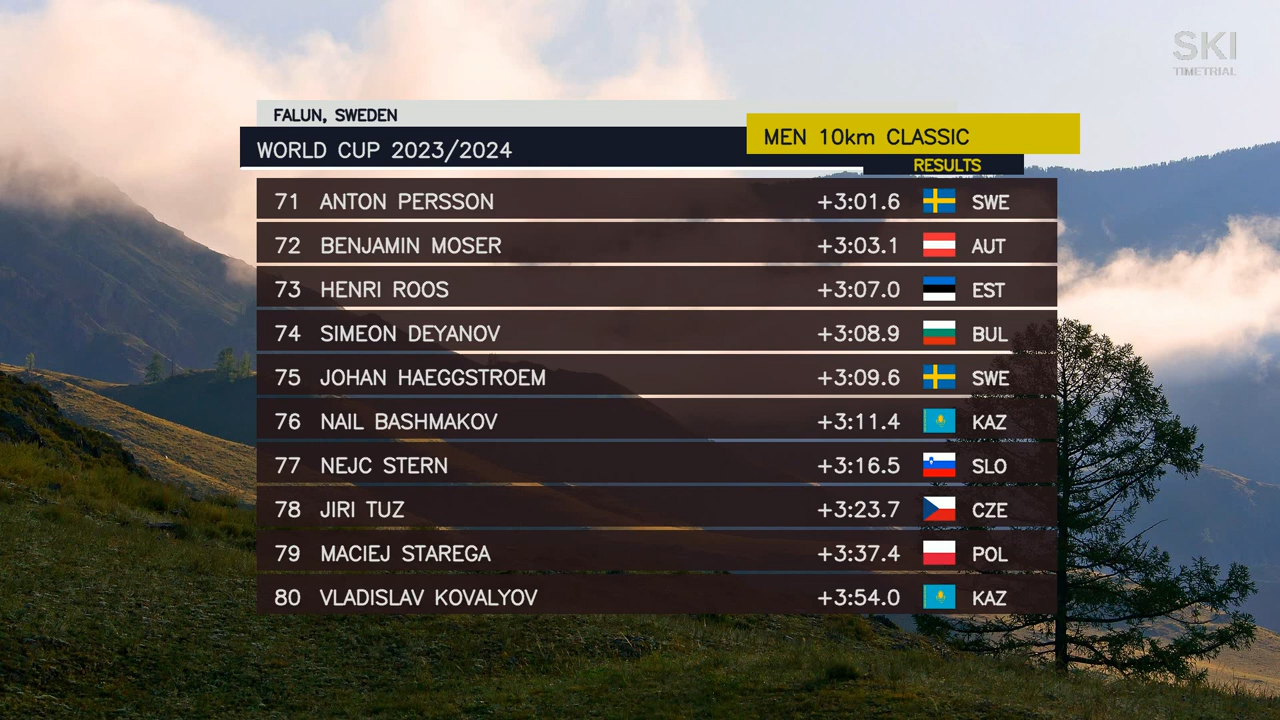 SKI
TIMETRIAL
FALUN, SWEDEN
WORLD CUP 2023/2024
MEN 10km CLASSIC
RESULTS
71 ANTON PERSSON +3:01.6 SWE
72 BENJAMIN MOSER +3:03.1 AUT
73 HENRI ROOS +3:07.0 EST
74 SIMEON DEYANOV +3:08.9 BUL
75 JOHAN HAEGGSTROEM +3:09.6 SWE
76 NAIL BASHMAKOV +3:11.4 KAZ
77 NEJC STERN +3:16.5 SLO
78 JIRI TUZ +3:23.7 CZE
79 MACIEJ STAREGA +3:37.4 POL
80 VLADISLAV KOVALYOV +3:54.0 KAZ